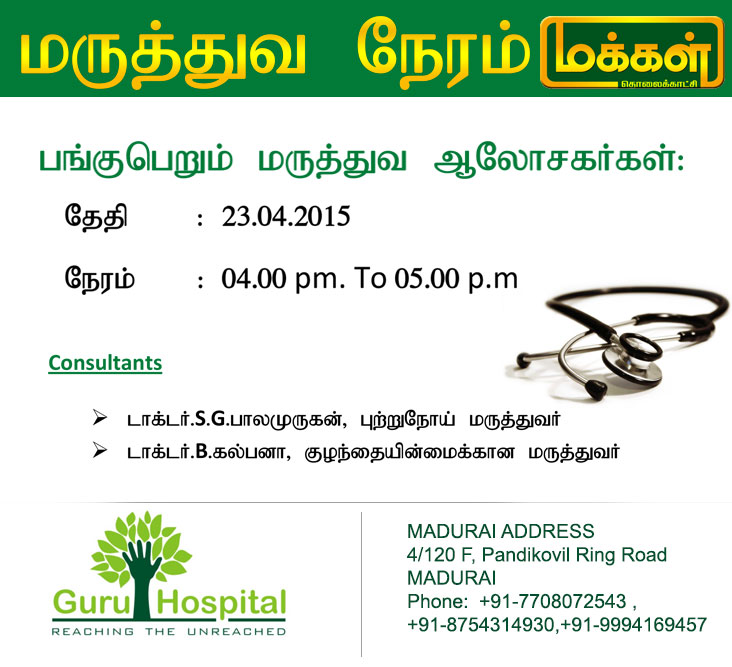 மருத்துவ நேரம் மக்கள்
தொலைக்காட்சி
பங்குபெறும் மருத்துவ ஆலோசகர்கள்:
தேதி : 23.04.2015
நேரம் : 04.00 pm. To 05.00 p.m
Consultants
➢ டாக்டர்.S.G.பாலமுருகன், புற்றுநோய் மருத்துவர்
➢ டாக்டர்.B.கல்பனா, குழந்தையின்மைக்கான மருத்துவர்
Guru Hospital
REACHING THE UNREACHED
MADURAI ADDRESS
4/120 F, Pandikovil Ring Road
MADURAI
Phone: +91-7708072543 ,
+91-8754314930,+91-9994169457